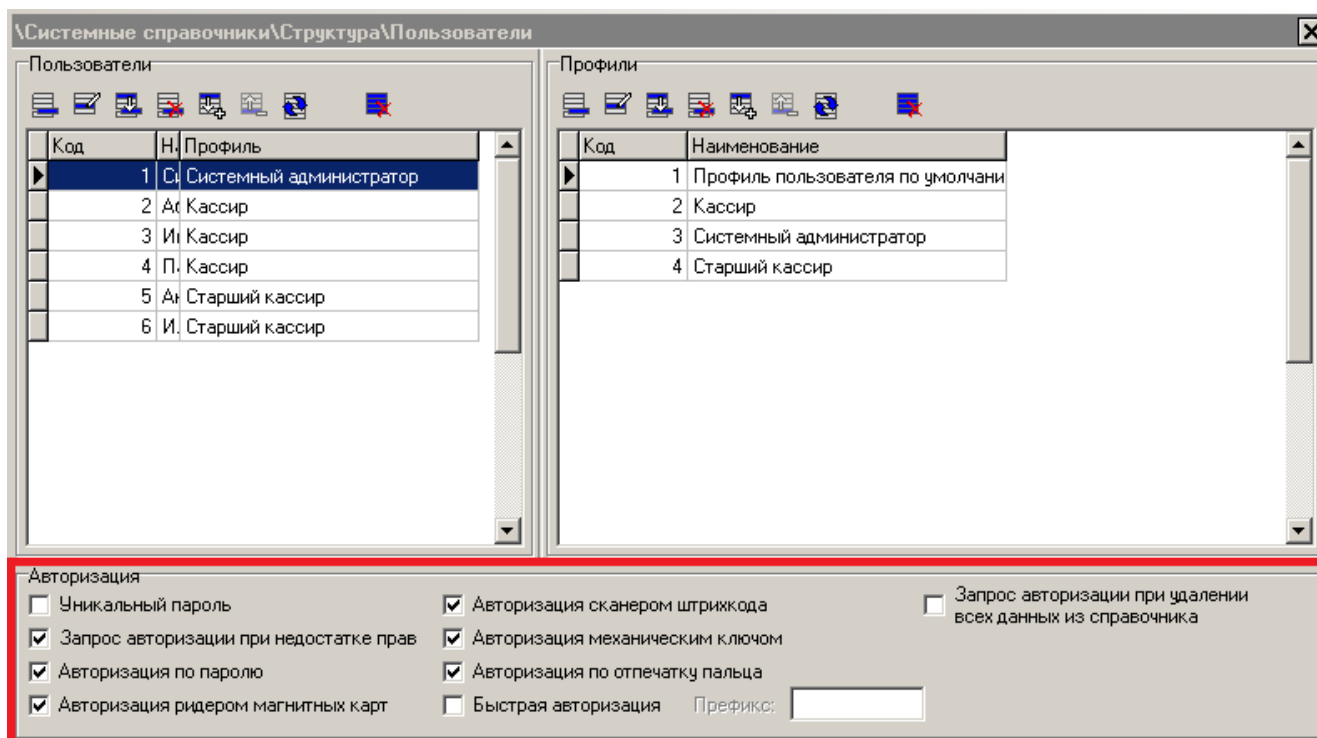 \Системные справочники\Структура\Пользователи
Пользователи
Код Н. Профиль
1 Си Системный администратор
2 Кассир
3 Кассир
4 Кассир
5 Старший кассир
6 И. Старший кассир
Профили
Код Наименование
1 Профиль пользователя по умолчани
2 Кассир
3 Системный администратор
4 Старший кассир
Авторизация
Уникальный пароль
Запрос авторизации при недостатке прав
Авторизация по паролю
Авторизация ридером магнитных карт
Авторизация сканером штрихкода
Авторизация механическим ключом
Авторизация по отпечатку пальца
Быстрая авторизация Префикс:
Запрос авторизации при удалении
всех данных из справочника